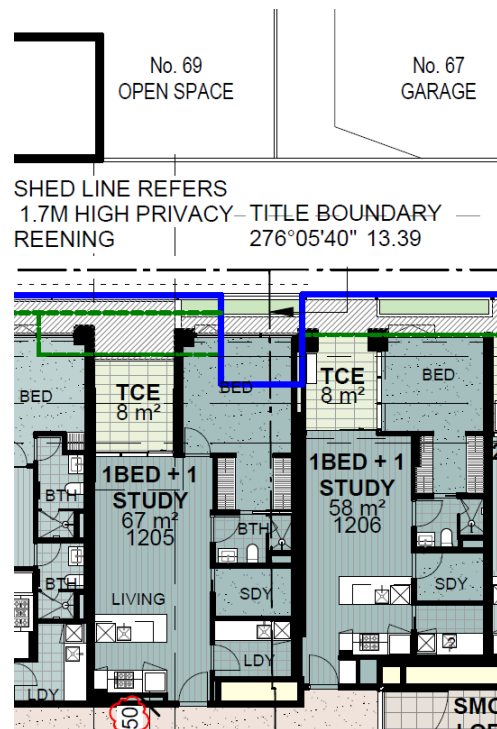 No. 69
OPEN SPACE
No. 67
GARAGE
SHED LINE REFERS
1.7M HIGH PRIVACY
REENING
TITLE BOUNDARY
276°05'40" 13.39
BED
TCE
8 m²
BED
TCE
8 m²
BED
1BED + 1
STUDY
67 m²
1205
1BED + 1
STUDY
58 m²
1206
BTH
BTH
BTH
LIVING
SDY
SDY
LDY
LDY
50
SMO